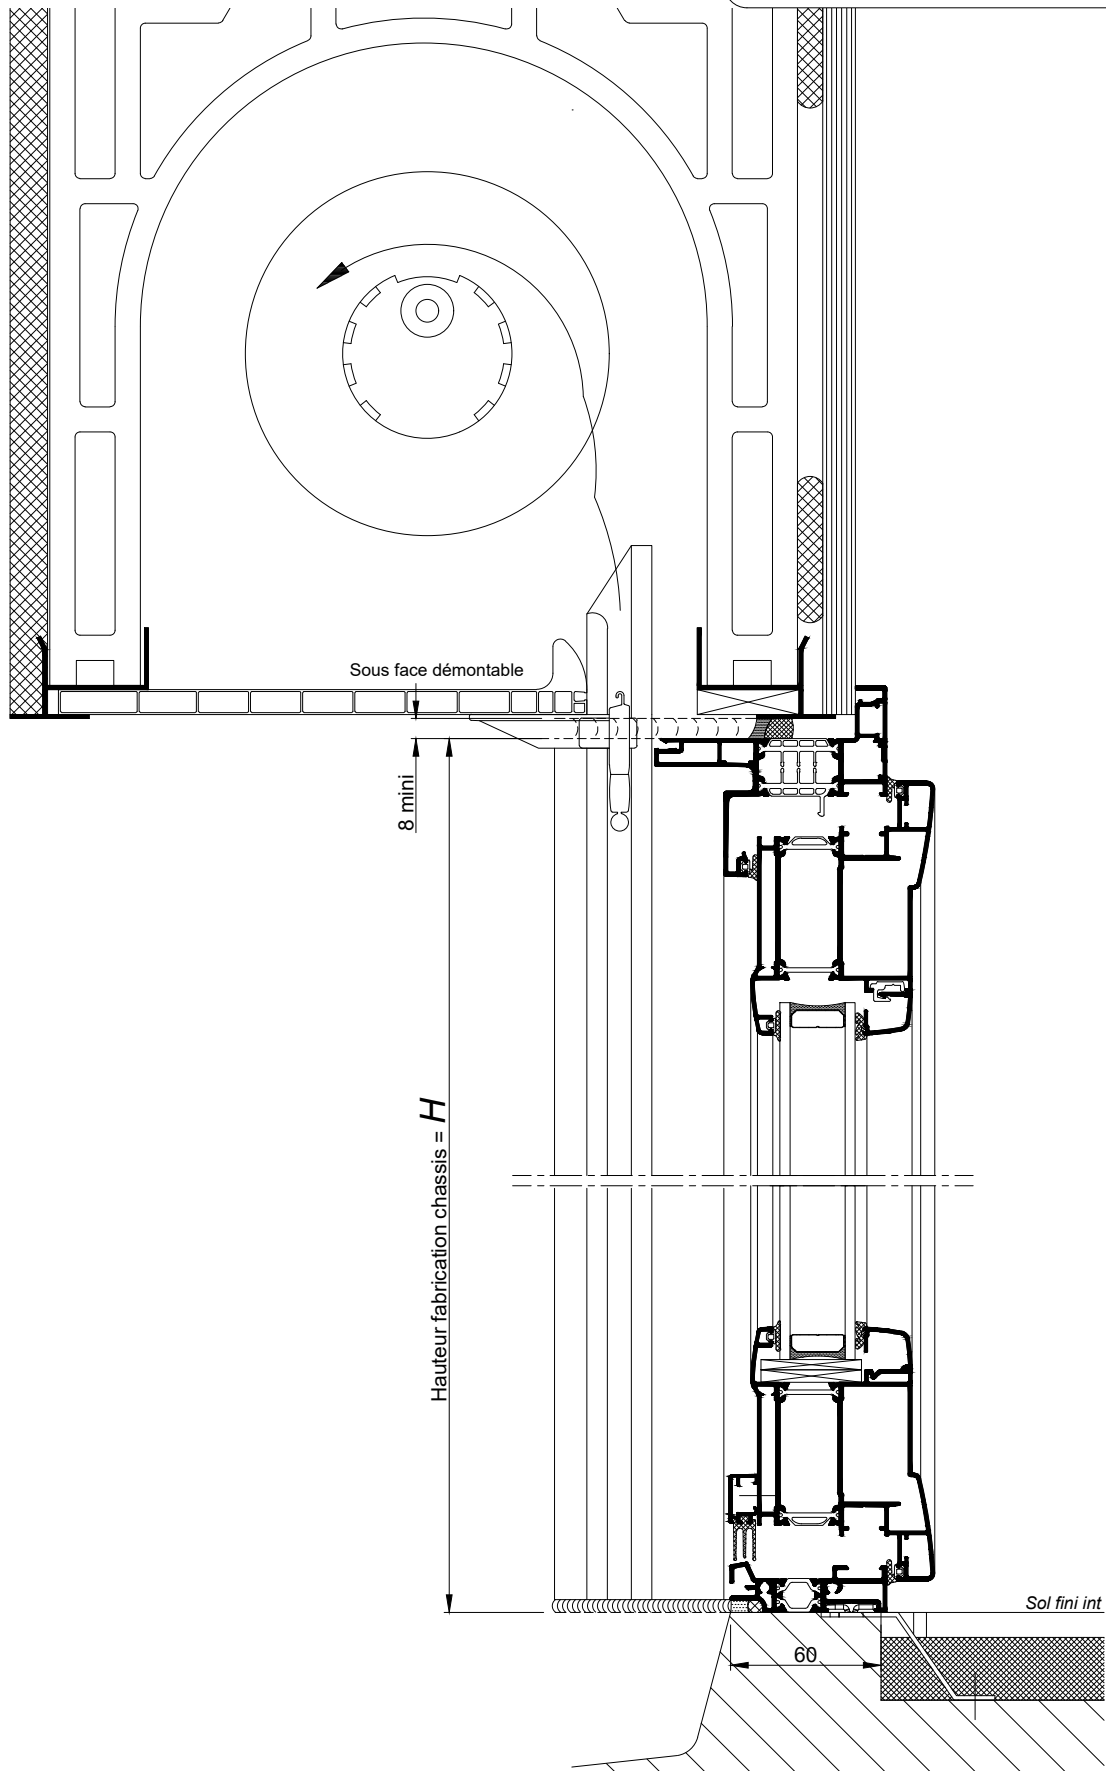 Sous face démontable
8 mini
Hauteur fabrication chassis = H
Sol fini int
60